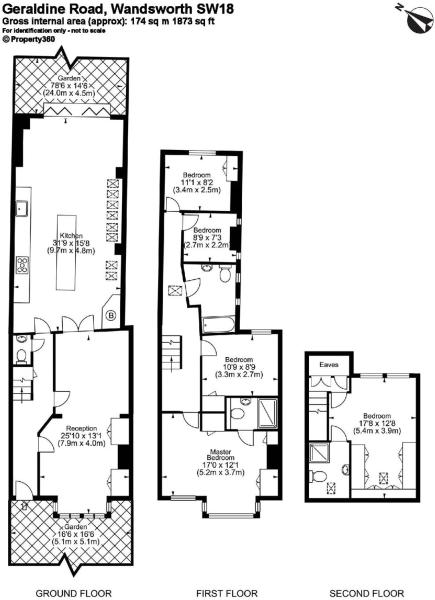 Geraldine Road, Wandsworth SW18
Gross internal area (approx): 174 sq m 1873 sq ft
For identification only - not to scale
© Property360
N
Garden
78'6 x 14'6
(24.0m x 4.5m)
Kitchen
31'9 x 15'8
(9.7m x 4.8m)
B
Reception
25'10 x 13'1
(7.9m x 4.0m)
Garden
16'6 x 16'6
(5.1m x 5.1m)
GROUND FLOOR
Bedroom
11'1 x 8'2
(3.4m x 2.5m)
Bedroom
8'9 x 7'3
(2.7m x 2.2m)
Bedroom
10'9 x 8'9
(3.3m x 2.7m)
Master
Bedroom
17'0 x 12'1
(5.2m x 3.7m)
FIRST FLOOR
Eaves
Bedroom
17'8 x 12'8
(5.4m x 3.9m)
SECOND FLOOR